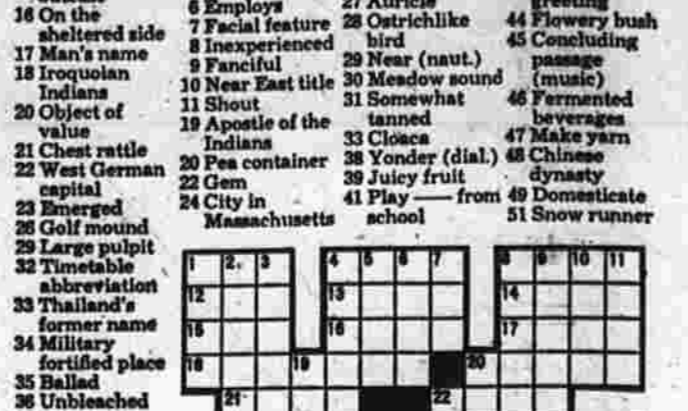 16 On the
sheltered side
17 Man's name
18 Iroquoian
Indians
20 Object of
value
21 Chest rattle
22 West German
capital
23 Emerged
26 Golf mound
29 Large pulpit
32 Timetable
abbreviation
33 Thailand's
former name
34 Military
fortified place
35 Ballad
36 Unbleached
6 Employs
7 Facial feature
8 Inexperienced
9 Fanciful
10 Near East title
11 Shout
19 Apostle of the
Indians
20 Pea container
22 Gem
24 City in
Massachusetts
27 Auricle
28 Ostrichlike
bird
29 Near (naut.)
30 Meadow sound
31 Somewhat
tanned
33 Cloaca
38 Yonder (dial.)
39 Juicy fruit
41 Play —— from
school
greeting
44 Flowery bush
45 Concluding
passage
(music)
46 Fermented
beverages
47 Make yarn
48 Chinese
dynasty
49 Domesticate
51 Snow runner
1 2 3 4 5 6 7 8 9 10 11
12 13 14
15 16 17
18 19 20
21 22